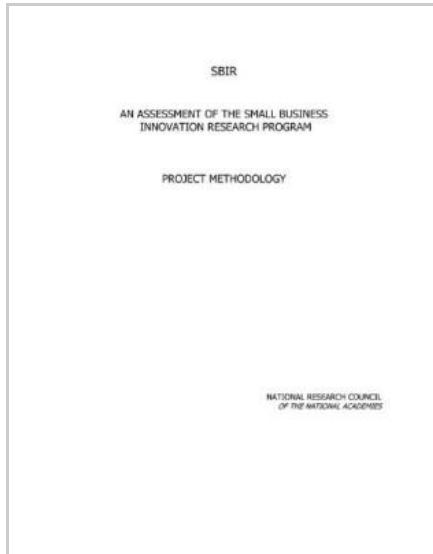 SBIR
AN ASSESSMENT OF THE SMALL BUSINESS
INNOVATION RESEARCH PROGRAM
PROJECT METHODOLOGY
NATIONAL RESEARCH COUNCIL
OF THE NATIONAL ACADEMIES